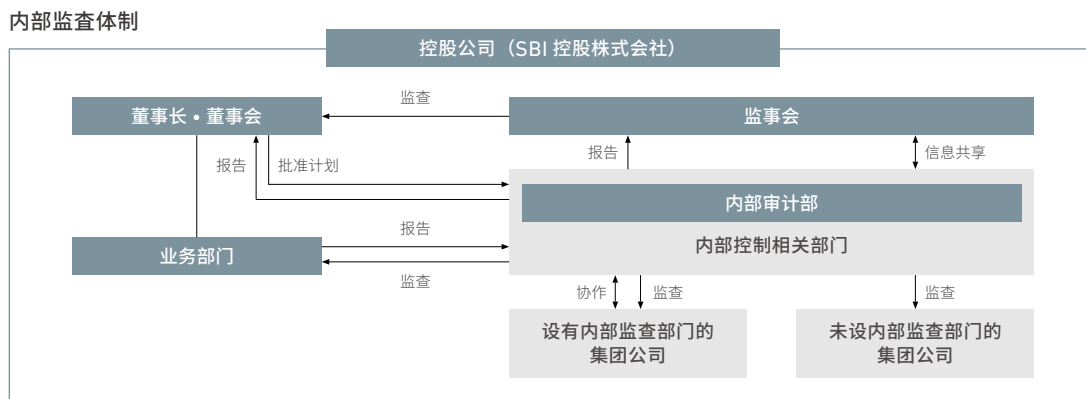 内部监查体制
控股公司（SBI 控股株式会社）
监查
董事长・董事会
监事会
报告
批准计划
报告
信息共享
内部审计部
报告
内部控制相关部门
业务部门
监查
协作
监查
监查
设有内部监查部门的
集团公司
未设内部监查部门的
集团公司